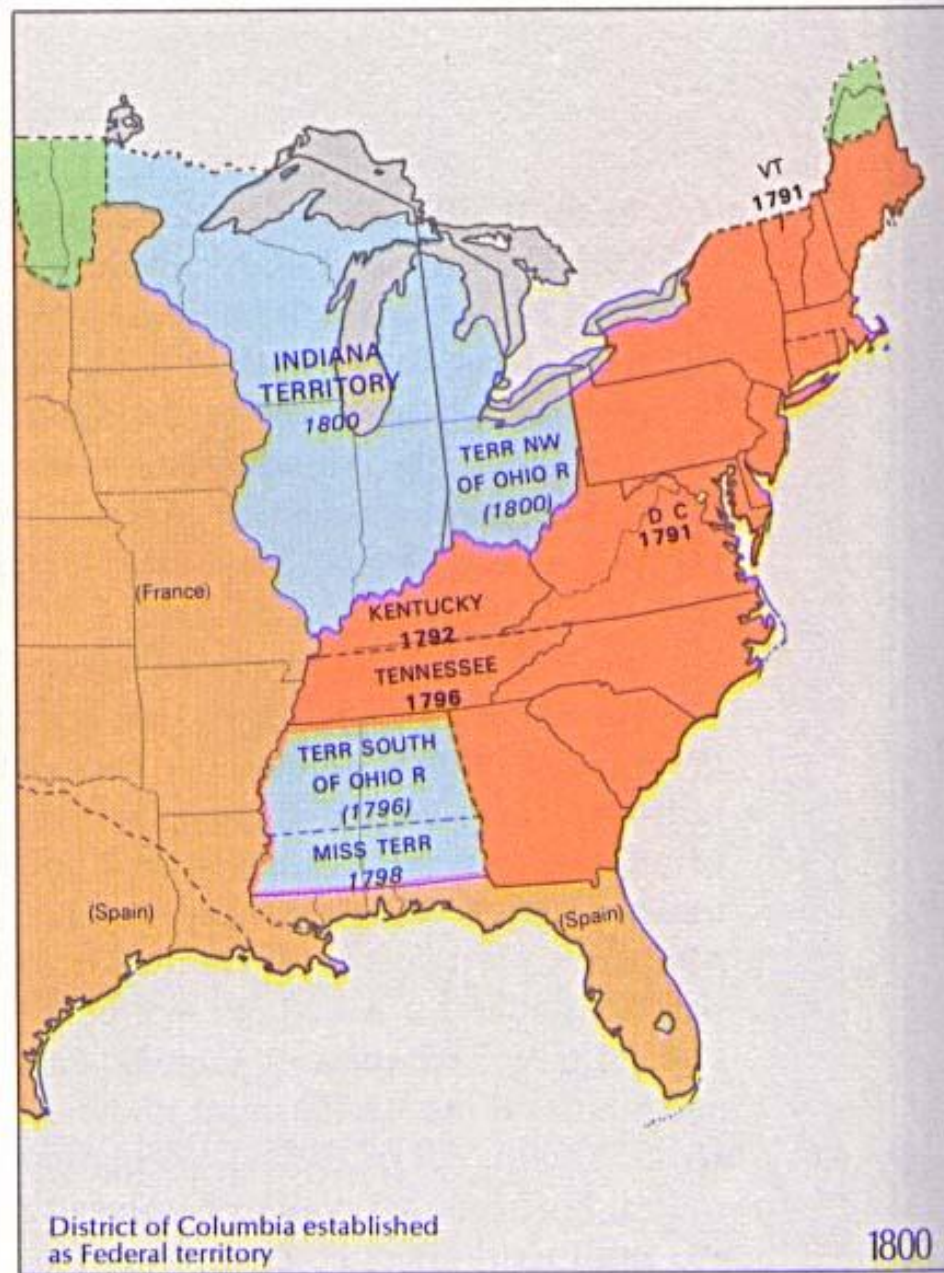 VT
1791
INDIANA
TERRITORY
1800
TERR NW
OF OHIO R
(1800)
D C
1791
(France)
KENTUCKY
1792
TENNESSEE
1796
TERR SOUTH
OF OHIO R
(1796)
MISS TERR
1798
(Spain)
(Spain)
District of Columbia established
as Federal territory
1800